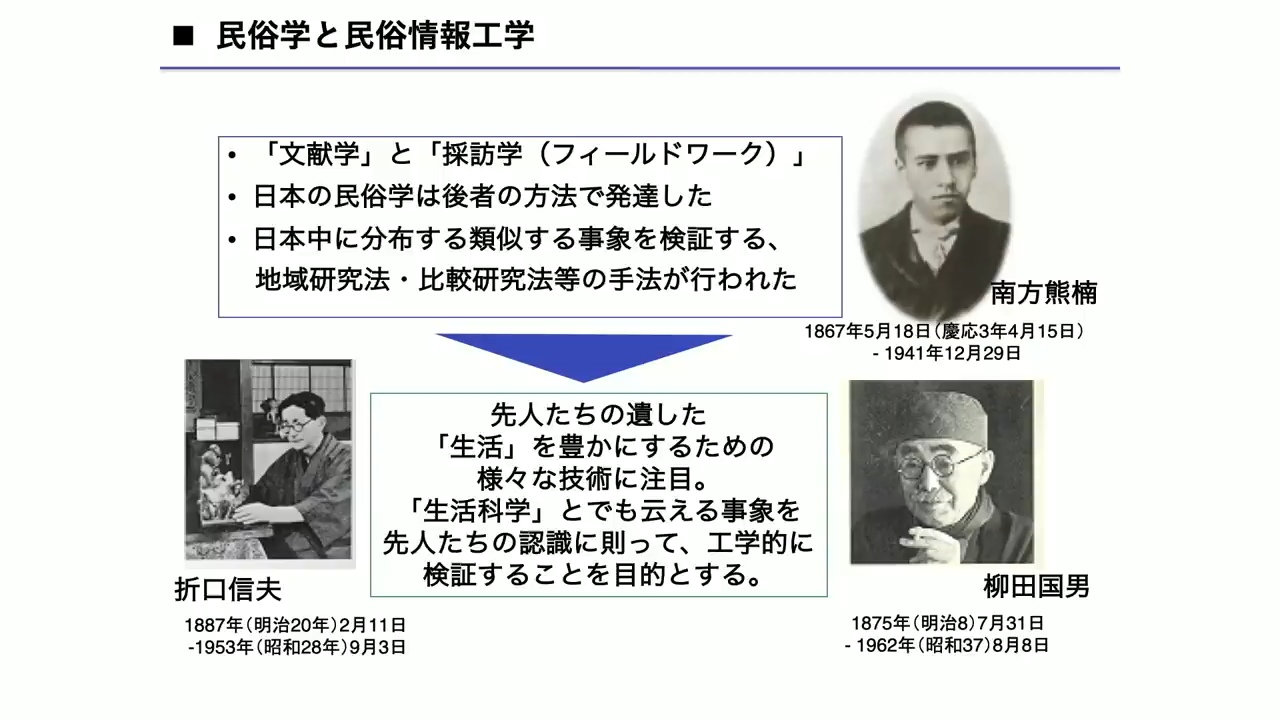 ■ 民俗学と民俗情報工学
• 「文献学」と「採訪学（フィールドワーク）」
• 日本の民俗学は後者の方法で発達した
• 日本中に分布する類似する事象を検証する、
地域研究法・比較研究法等の手法が行われた
南方熊楠
1867年5月18日（慶応3年4月15日）
- 1941年12月29日
先人たちの遺した
「生活」を豊かにするための
様々な技術に注目。
「生活科学」とでも云える事象を
先人たちの認識に則って、工学的に
検証することを目的とする。
折口信夫
1887年（明治20年）2月11日
-1953年（昭和28年）9月3日
柳田国男
1875年（明治8）7月31日
- 1962年（昭和37）8月8日